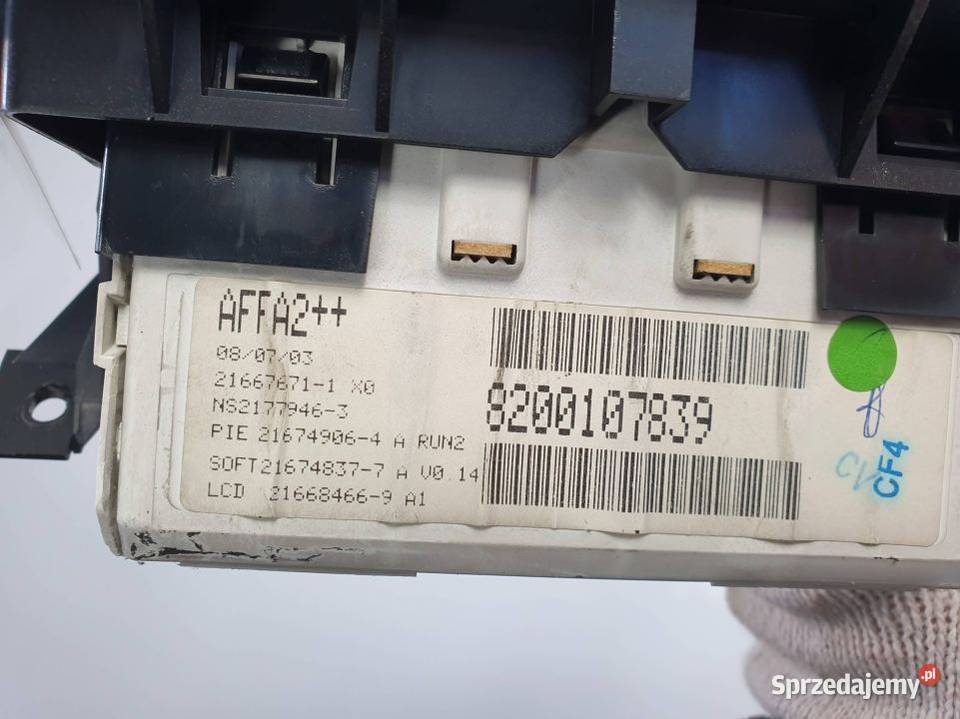 AFFA2++
08/07/03
21667671-1 X0
NS2177946-3
PIE 21674906-4 A RUN2
SOFT21674837-7 A V0.14
LCD 21668466-9 A1
8200107839
CV
CF4
Sprzedajemy.pl